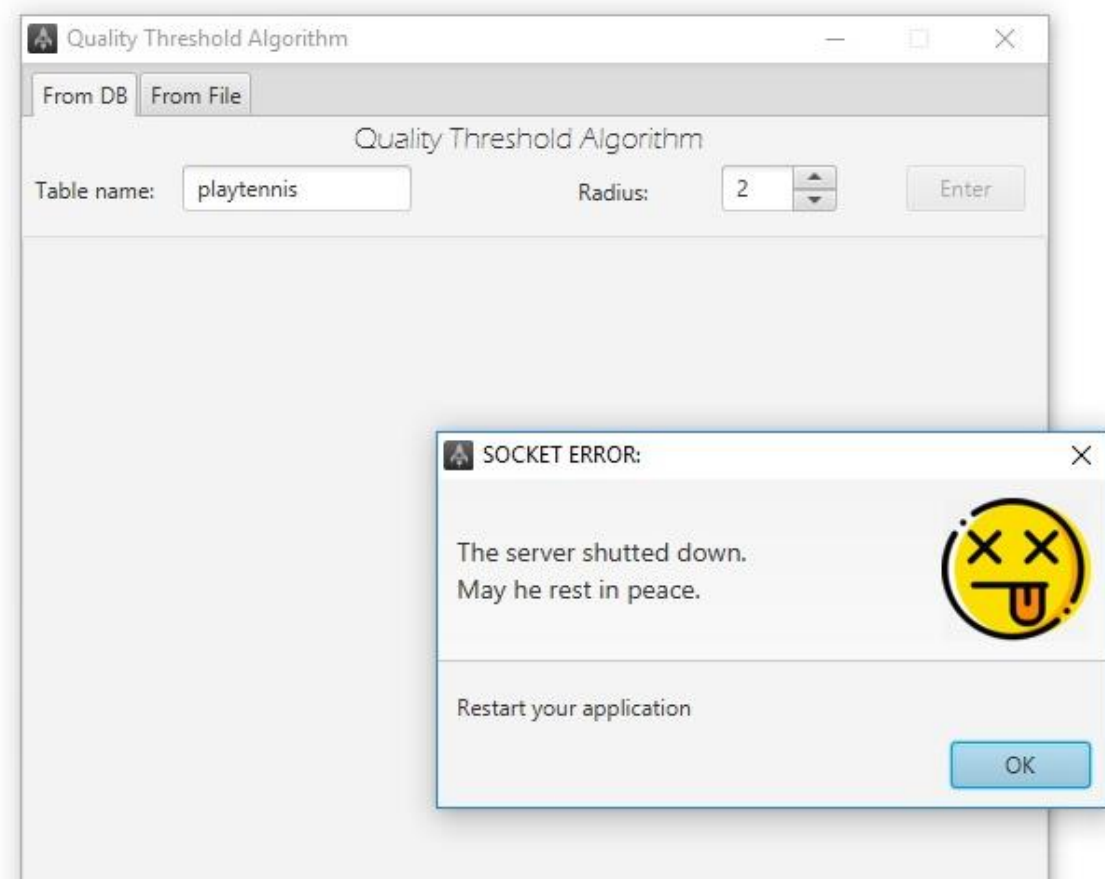 Quality Threshold Algorithm
From DB From File
Quality Threshold Algorithm
Table name: playtennis Radius: 2 Enter
SOCKET ERROR:
The server shutted down.
May he rest in peace.
Restart your application
OK